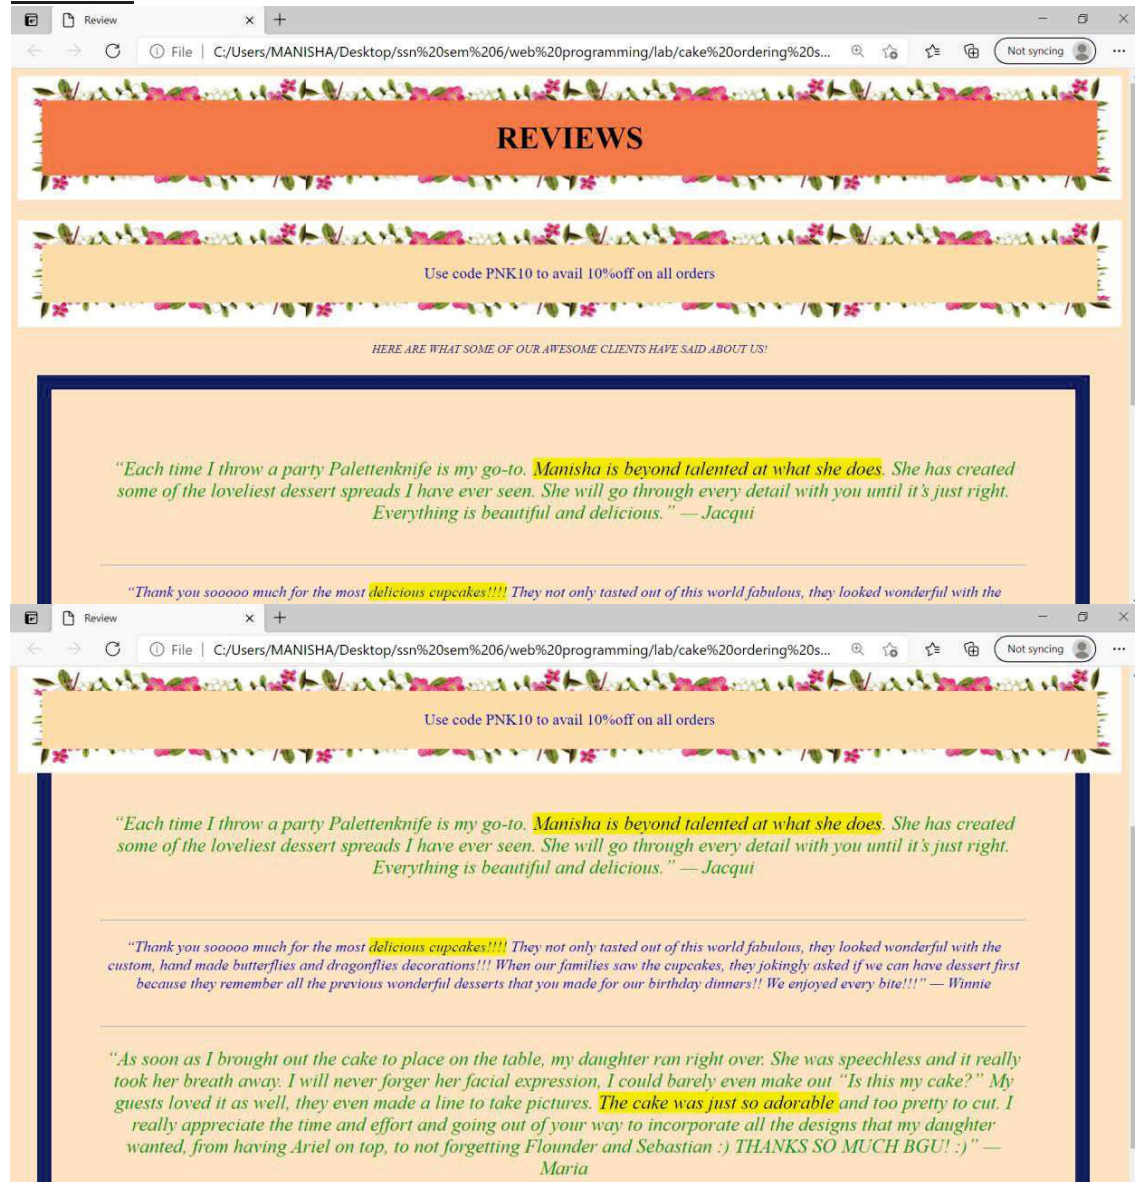 Review
File
C:/Users/MANISHA/Desktop/ssn%20sem%206/web%20programming/lab/cake%20ordering%20s...
Not syncing
REVIEWS
Use code PNK10 to avail 10%off on all orders
HERE ARE WHAT SOME OF OUR AWESOME CLIENTS HAVE SAID ABOUT US!
“Each time I throw a party Palettenknife is my go-to. Manisha is beyond talented at what she does. She has created
some of the loveliest dessert spreads I have ever seen. She will go through every detail with you until it’s just right.
Everything is beautiful and delicious.” — Jacqui
“Thank you sooooo much for the most delicious cupcakes!!!! They not only tasted out of this world fabulous, they looked wonderful with the
Review
File
C:/Users/MANISHA/Desktop/ssn%20sem%206/web%20programming/lab/cake%20ordering%20s...
Not syncing
Use code PNK10 to avail 10%off on all orders
“Each time I throw a party Palettenknife is my go-to. Manisha is beyond talented at what she does. She has created
some of the loveliest dessert spreads I have ever seen. She will go through every detail with you until it’s just right.
Everything is beautiful and delicious.” — Jacqui
“Thank you sooooo much for the most delicious cupcakes!!!! They not only tasted out of this world fabulous, they looked wonderful with the
custom, hand made butterflies and dragonflies decorations!!! When our families saw the cupcakes, they jokingly asked if we can have dessert first
because they remember all the previous wonderful desserts that you made for our birthday dinners!! We enjoyed every bite!!!” — Winnie
“As soon as I brought out the cake to place on the table, my daughter ran right over. She was speechless and it really
took her breath away. I will never forger her facial expression, I could barely even make out “Is this my cake?” My
guests loved it as well, they even made a line to take pictures. The cake was just so adorable and too pretty to cut. I
really appreciate the time and effort and going out of your way to incorporate all the designs that my daughter
wanted, from having Ariel on top, to not forgetting Flounder and Sebastian :) THANKS SO MUCH BGU! :)” —
Maria